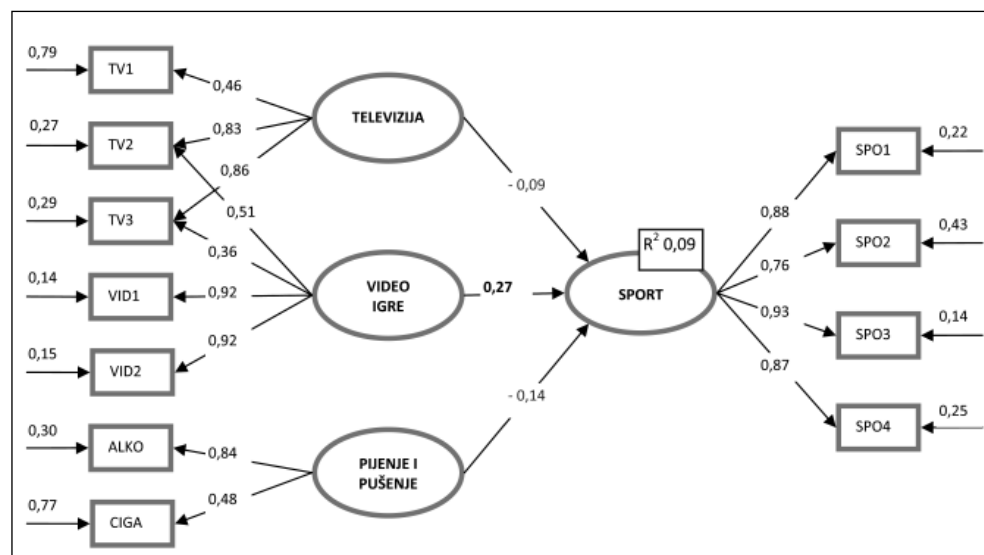 0,79
TV1
0,46
0,27
TV2
0,83
0,86
0,29
TV3
0,51
0,36
0,14
VID1
0,92
0,15
VID2
0,92
0,30
ALKO
0,84
0,77
CIGA
0,48
TELEVIZIJA
VIDEO
IGRE
PIJENJE I
PUŠENJE
- 0,09
0,27
- 0,14
R² 0,09
SPORT
0,88
0,76
0,93
0,87
SPO1
0,22
SPO2
0,43
SPO3
0,14
SPO4
0,25